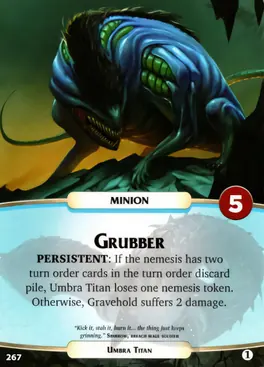 MINION
5
GRUBBER
PERSISTENT: If the nemesis has two
turn order cards in the turn order discard
pile, Umbra Titan loses one nemesis token.
Otherwise, Gravehold suffers 2 damage.
"Kick it, stab it, burn it... the thing just keeps
grinning."
UMBRA TITAN
267
1